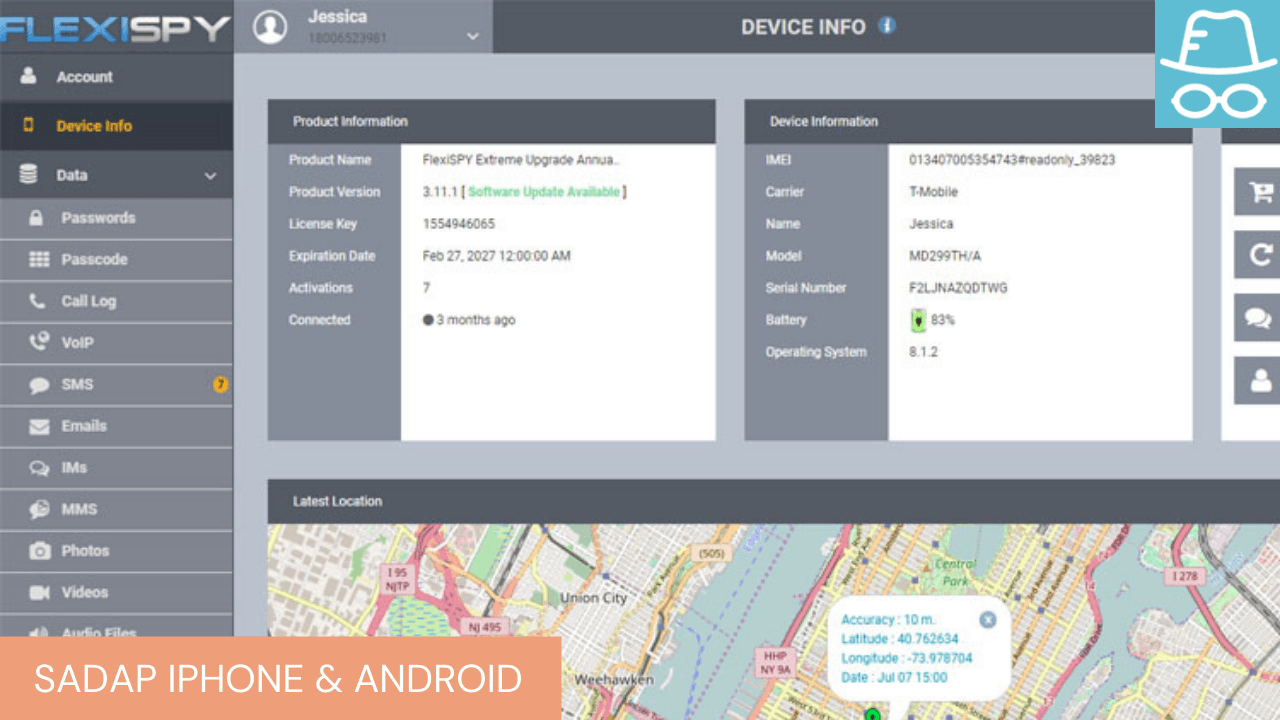 FLEXISPY
Jessica
18006523981
DEVICE INFO
Account
Device Info
Data
Passwords
Passcode
Call Log
VoIP
SMS
7
Emails
IMs
MMS
Photos
Videos
Audio Files
Product Information
Product Name FlexiSPY Extreme Upgrade Annua..
Product Version 3.11.1 [ Software Update Available ]
License Key 1554946065
Expiration Date Feb 27, 2027 12:00:00 AM
Activations 7
Connected 3 months ago
Device Information
IMEI 013407005354743#readonly_39823
Carrier T-Mobile
Name Jessica
Model MD299TH/A
Serial Number F2LJNAZQDTWG
Battery 83%
Operating System 8.1.2
Latest Location
(505)
Central
Park
I 95
NJTP
I 278
Union City
NJ 495
HHP
NY 9A
Weehawken
Accuracy : 10 m.
Latitude : 40.762634
Longitude : -73.978704
Date : Jul 07 15:00
SADAP IPHONE & ANDROID